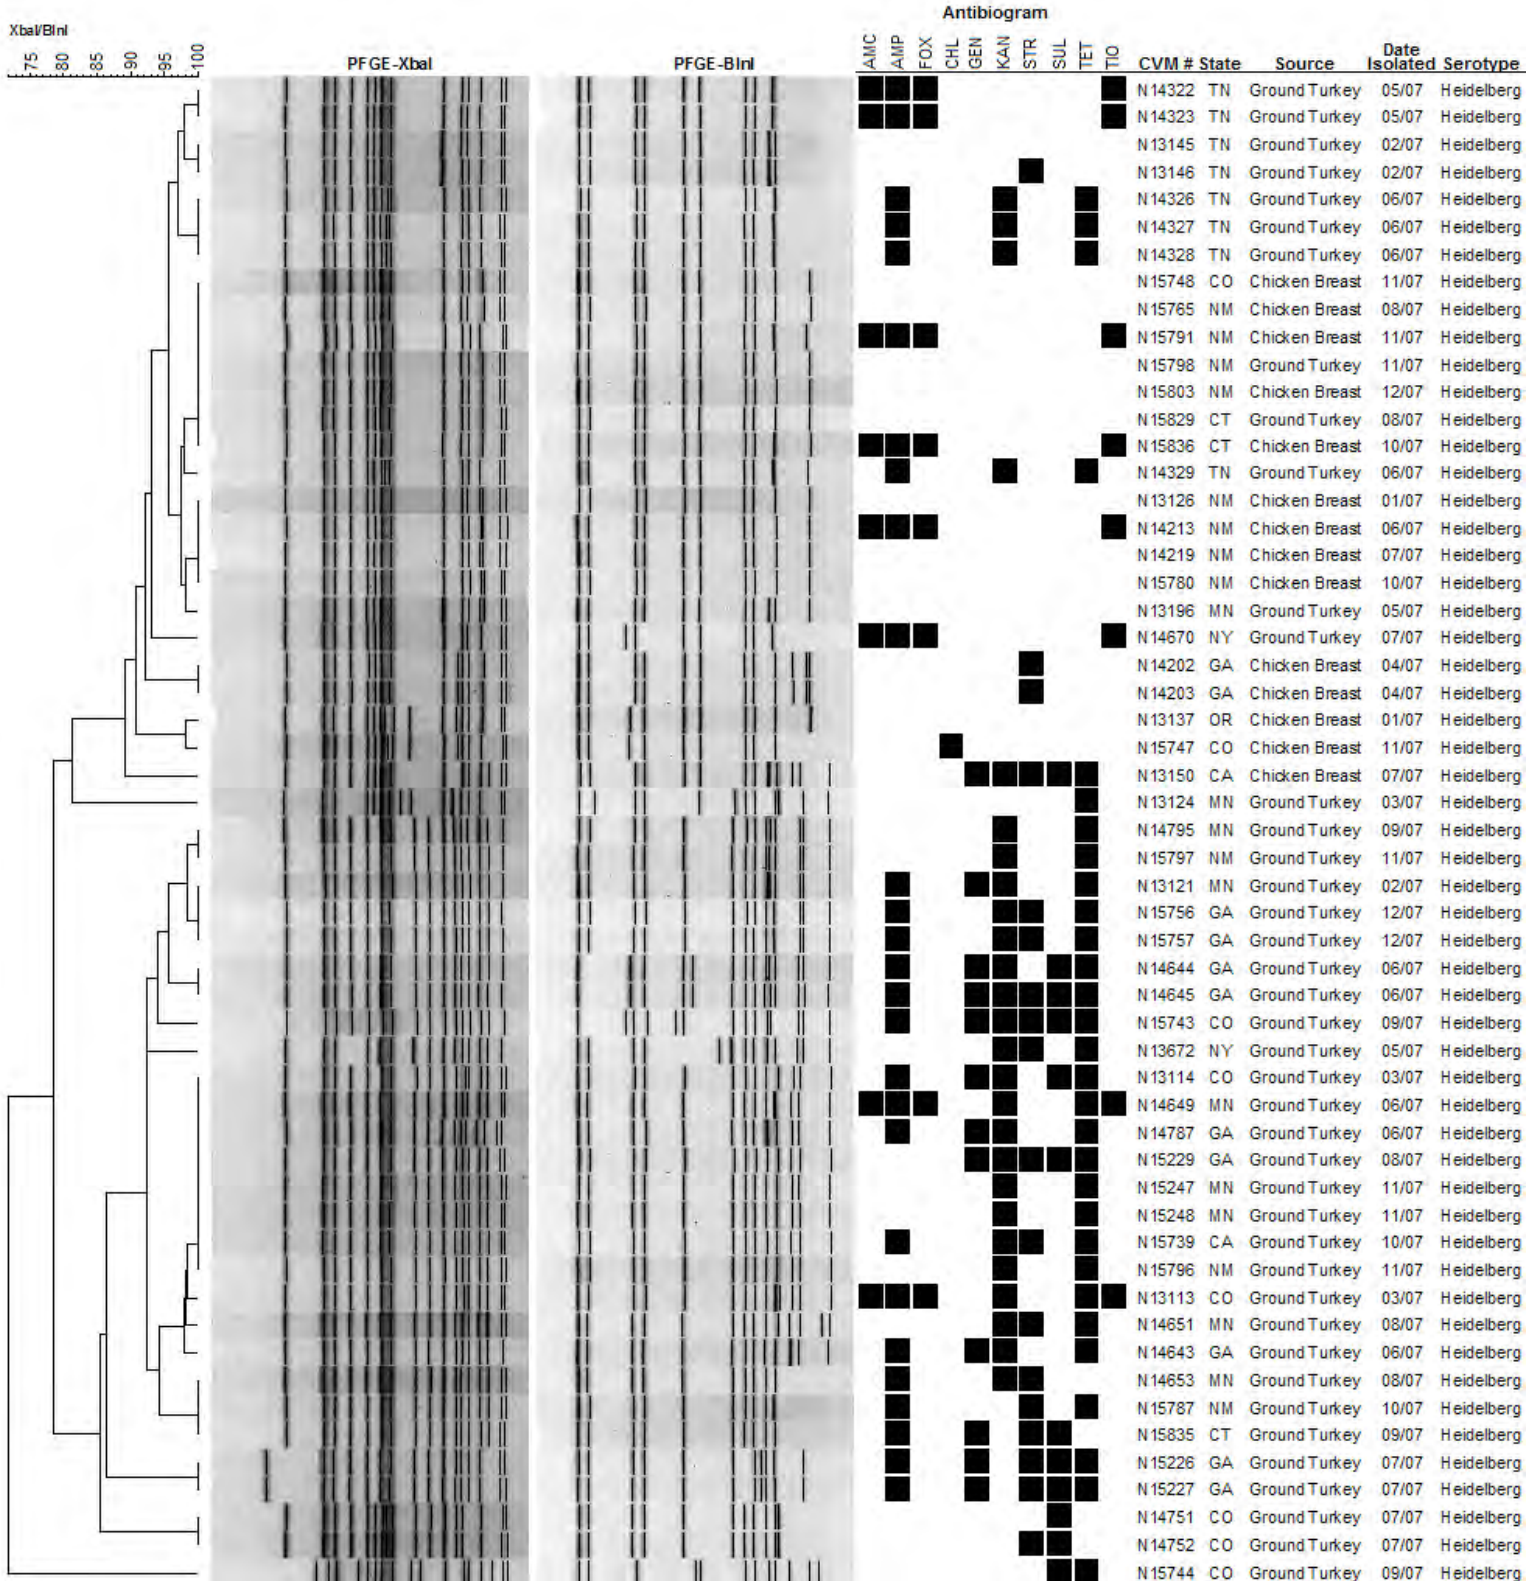 Antibiogram
XbaI/BlnI
75 80 85 90 95 100
PFGE-XbaI PFGE-BlnI
AMC AMP FOX CHL GEN KAN STR SUL TET TIO
CVM # State Source Date Isolated Serotype
N14322 TN Ground Turkey 05/07 Heidelberg
N14323 TN Ground Turkey 05/07 Heidelberg
N13145 TN Ground Turkey 02/07 Heidelberg
N13146 TN Ground Turkey 02/07 Heidelberg
N14326 TN Ground Turkey 06/07 Heidelberg
N14327 TN Ground Turkey 06/07 Heidelberg
N14328 TN Ground Turkey 06/07 Heidelberg
N15748 CO Chicken Breast 11/07 Heidelberg
N15765 NM Chicken Breast 08/07 Heidelberg
N15791 NM Chicken Breast 11/07 Heidelberg
N15798 NM Ground Turkey 11/07 Heidelberg
N15803 NM Chicken Breast 12/07 Heidelberg
N15829 CT Ground Turkey 08/07 Heidelberg
N15836 CT Chicken Breast 10/07 Heidelberg
N14329 TN Ground Turkey 06/07 Heidelberg
N13126 NM Chicken Breast 01/07 Heidelberg
N14213 NM Chicken Breast 06/07 Heidelberg
N14219 NM Chicken Breast 07/07 Heidelberg
N15780 NM Chicken Breast 10/07 Heidelberg
N13196 MN Ground Turkey 05/07 Heidelberg
N14670 NY Ground Turkey 07/07 Heidelberg
N14202 GA Chicken Breast 04/07 Heidelberg
N14203 GA Chicken Breast 04/07 Heidelberg
N13137 OR Chicken Breast 01/07 Heidelberg
N15747 CO Chicken Breast 11/07 Heidelberg
N13150 CA Chicken Breast 07/07 Heidelberg
N13124 MN Ground Turkey 03/07 Heidelberg
N14795 MN Ground Turkey 09/07 Heidelberg
N15797 NM Ground Turkey 11/07 Heidelberg
N13121 MN Ground Turkey 02/07 Heidelberg
N15756 GA Ground Turkey 12/07 Heidelberg
N15757 GA Ground Turkey 12/07 Heidelberg
N14644 GA Ground Turkey 06/07 Heidelberg
N14645 GA Ground Turkey 06/07 Heidelberg
N15743 CO Ground Turkey 09/07 Heidelberg
N13672 NY Ground Turkey 05/07 Heidelberg
N13114 CO Ground Turkey 03/07 Heidelberg
N14649 MN Ground Turkey 06/07 Heidelberg
N14787 GA Ground Turkey 06/07 Heidelberg
N15229 GA Ground Turkey 08/07 Heidelberg
N15247 MN Ground Turkey 11/07 Heidelberg
N15248 MN Ground Turkey 11/07 Heidelberg
N15739 CA Ground Turkey 10/07 Heidelberg
N15796 NM Ground Turkey 11/07 Heidelberg
N13113 CO Ground Turkey 03/07 Heidelberg
N14651 MN Ground Turkey 08/07 Heidelberg
N14643 GA Ground Turkey 06/07 Heidelberg
N14653 MN Ground Turkey 08/07 Heidelberg
N15787 NM Ground Turkey 10/07 Heidelberg
N15835 CT Ground Turkey 09/07 Heidelberg
N15226 GA Ground Turkey 07/07 Heidelberg
N15227 GA Ground Turkey 07/07 Heidelberg
N14751 CO Ground Turkey 07/07 Heidelberg
N14752 CO Ground Turkey 07/07 Heidelberg
N15744 CO Ground Turkey 09/07 Heidelberg